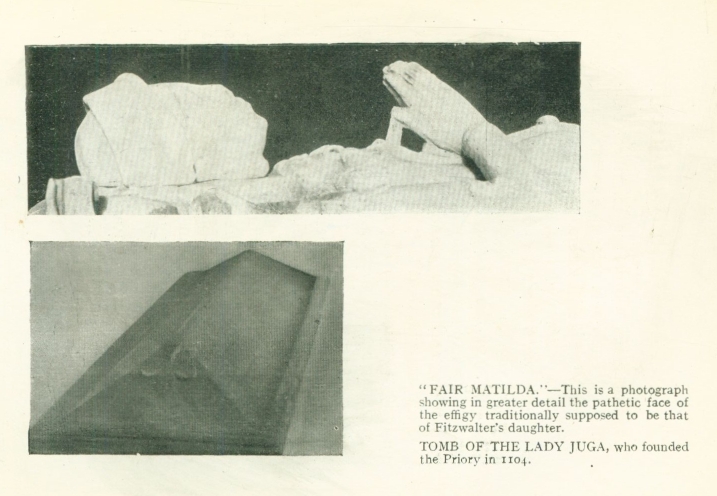 "FAIR MATILDA."—This is a photograph
showing in greater detail the pathetic face of
the effigy traditionally supposed to be that
of Fitzwalter's daughter.
TOMB OF THE LADY JUGA, who founded
the Priory in 1104.